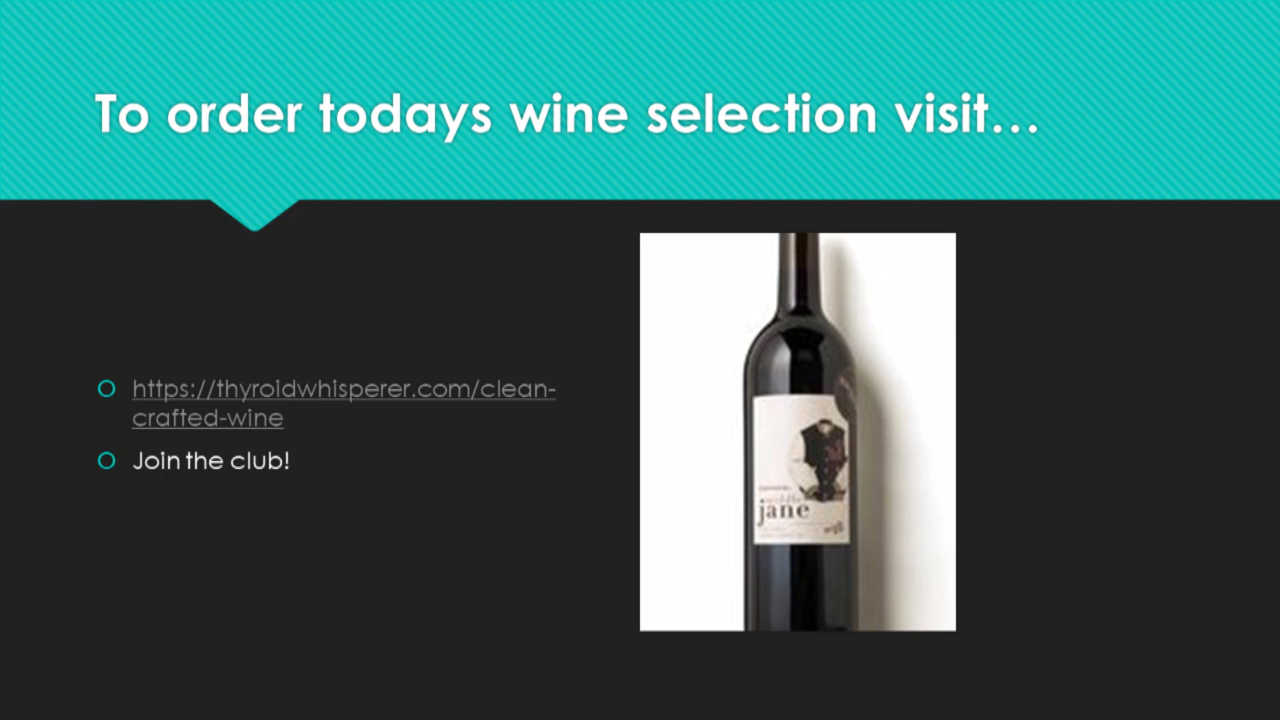 To order todays wine selection visit...
https://thyroidwhisperer.com/clean-
crafted-wine
Join the club!
jane